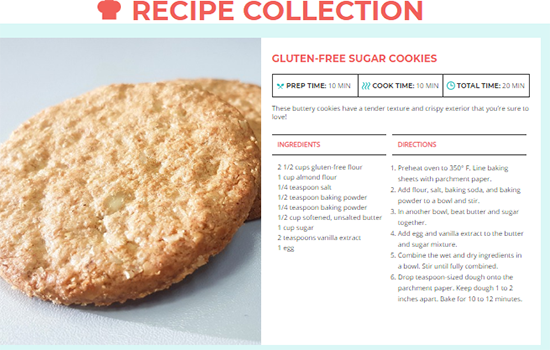 RECIPE COLLECTION
GLUTEN-FREE SUGAR COOKIES
PREP TIME: 10 MIN
COOK TIME: 10 MIN
TOTAL TIME: 20 MIN
These buttery cookies have a tender texture and crispy exterior that you're sure to
love!
INGREDIENTS
2 1/2 cups gluten-free flour
1 cup almond flour
1/4 teaspoon salt
1/2 teaspoon baking powder
1/4 teaspoon baking powder
1/2 cup softened, unsalted butter
1 cup sugar
2 teaspoons vanilla extract
1 egg
DIRECTIONS
1. Preheat oven to 350° F. Line baking
sheets with parchment paper.
2. Add flour, salt, baking soda, and baking
powder to a bowl and stir.
3. In another bowl, beat butter and sugar
together.
4. Add egg and vanilla extract to the butter
and sugar mixture.
5. Combine the wet and dry ingredients in
a bowl. Stir until fully combined.
6. Drop teaspoon-sized dough onto the
parchment paper. Keep dough 1 to 2
inches apart. Bake for 10 to 12 minutes.